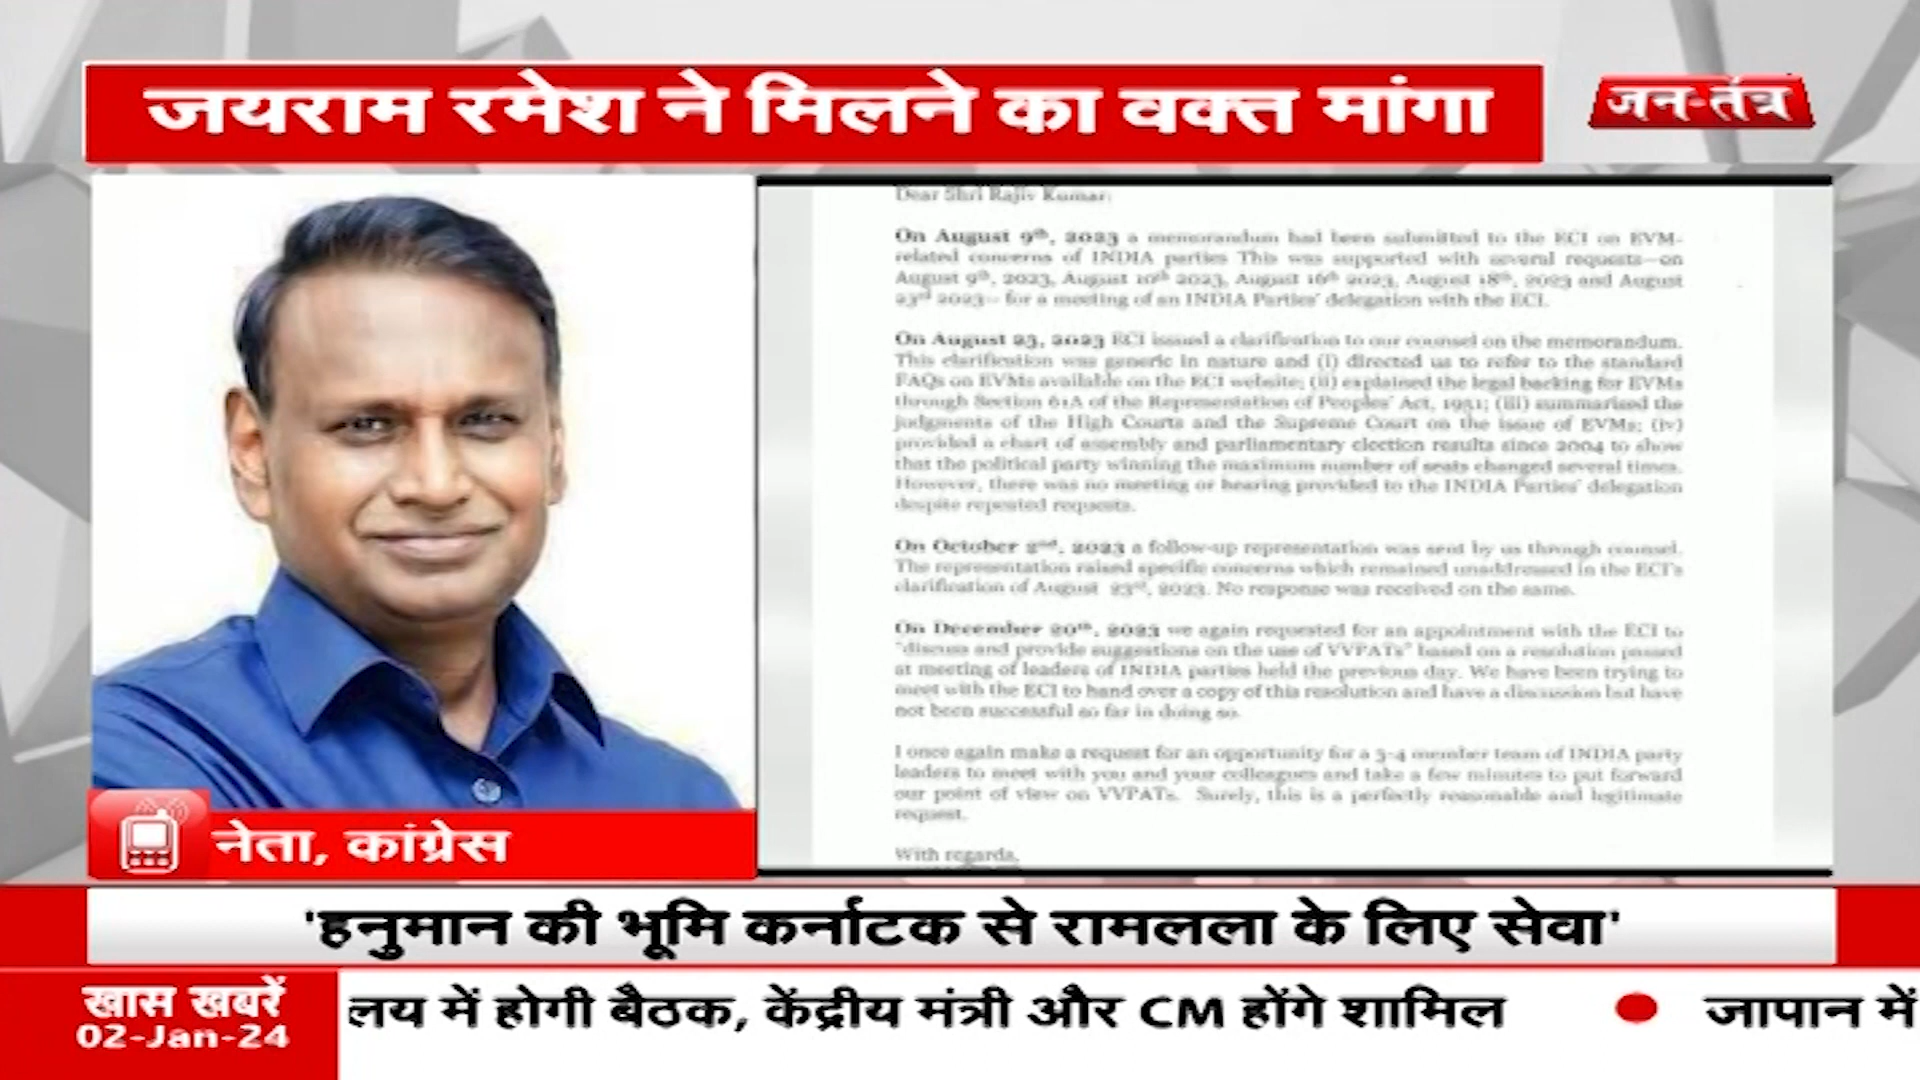 जयराम रमेश ने मिलने का वक्त मांगा
जन-तंत्र
Dear Shri Rajiv Kumar:
On August 9th, 2023 a memorandum had been submitted to the ECI on EVM-
related concerns of INDIA parties This was supported with several requests—on
August 9th, 2023, August 10th 2023, August 16th 2023, August 18th, 2023 and August
23rd 2023-- for a meeting of an INDIA Parties' delegation with the ECI.
On August 23, 2023 ECI issued a clarification to our counsel on the memorandum.
This clarification was generic in nature and (i) directed us to refer to the standard
FAQs on EVMs available on the ECI website; (ii) explained the legal backing for EVMs
through Section 61A of the Representation of Peoples' Act, 1951; (iii) summarised the
judgments of the High Courts and the Supreme Court on the issue of EVMs; (iv)
provided a chart of assembly and parliamentary election results since 2004 to show
that the political party winning the maximum number of seats changed several times.
However, there was no meeting or hearing provided to the INDIA Parties' delegation
despite repeated requests.
On October 2nd, 2023 a follow-up representation was sent by us through counsel.
The representation raised specific concerns which remained unaddressed in the ECI's
clarification of August 23rd, 2023. No response was received on the same.
On December 20th, 2023 we again requested for an appointment with the ECI to
"discuss and provide suggestions on the use of VVPATs" based on a resolution passed
at meeting of leaders of INDIA parties held the previous day. We have been trying to
meet with the ECI to hand over a copy of this resolution and have a discussion but have
not been successful so far in doing so.
I once again make a request for an opportunity for a 3-4 member team of INDIA party
leaders to meet with you and your colleagues and take a few minutes to put forward
our point of view on VVPATs. Surely, this is a perfectly reasonable and legitimate
request.
With regards,
नेता, कांग्रेस
'हनुमान की भूमि कर्नाटक से रामलला के लिए सेवा'
खास खबरें
02-Jan-24
लय में होगी बैठक, केंद्रीय मंत्री और CM होंगे शामिल
जापान में